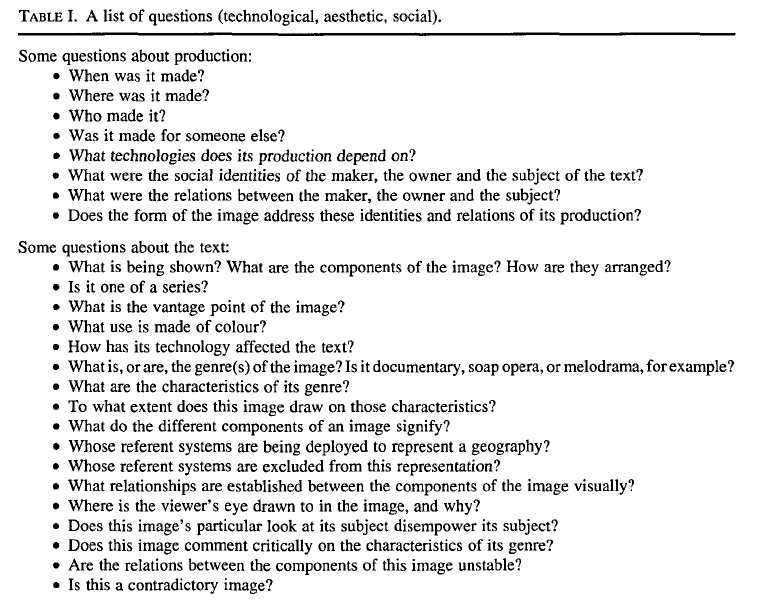 TABLE I. A list of questions (technological, aesthetic, social).
Some questions about production:
• When was it made?
• Where was it made?
• Who made it?
• Was it made for someone else?
• What technologies does its production depend on?
• What were the social identities of the maker, the owner and the subject of the text?
• What were the relations between the maker, the owner and the subject?
• Does the form of the image address these identities and relations of its production?
Some questions about the text:
• What is being shown? What are the components of the image? How are they arranged?
• Is it one of a series?
• What is the vantage point of the image?
• What use is made of colour?
• How has its technology affected the text?
• What is, or are, the genre(s) of the image? Is it documentary, soap opera, or melodrama, for example?
• What are the characteristics of its genre?
• To what extent does this image draw on those characteristics?
• What do the different components of an image signify?
• Whose referent systems are being deployed to represent a geography?
• Whose referent systems are excluded from this representation?
• What relationships are established between the components of the image visually?
• Where is the viewer's eye drawn to in the image, and why?
• Does this image's particular look at its subject disempower its subject?
• Does this image comment critically on the characteristics of its genre?
• Are the relations between the components of this image unstable?
• Is this a contradictory image?